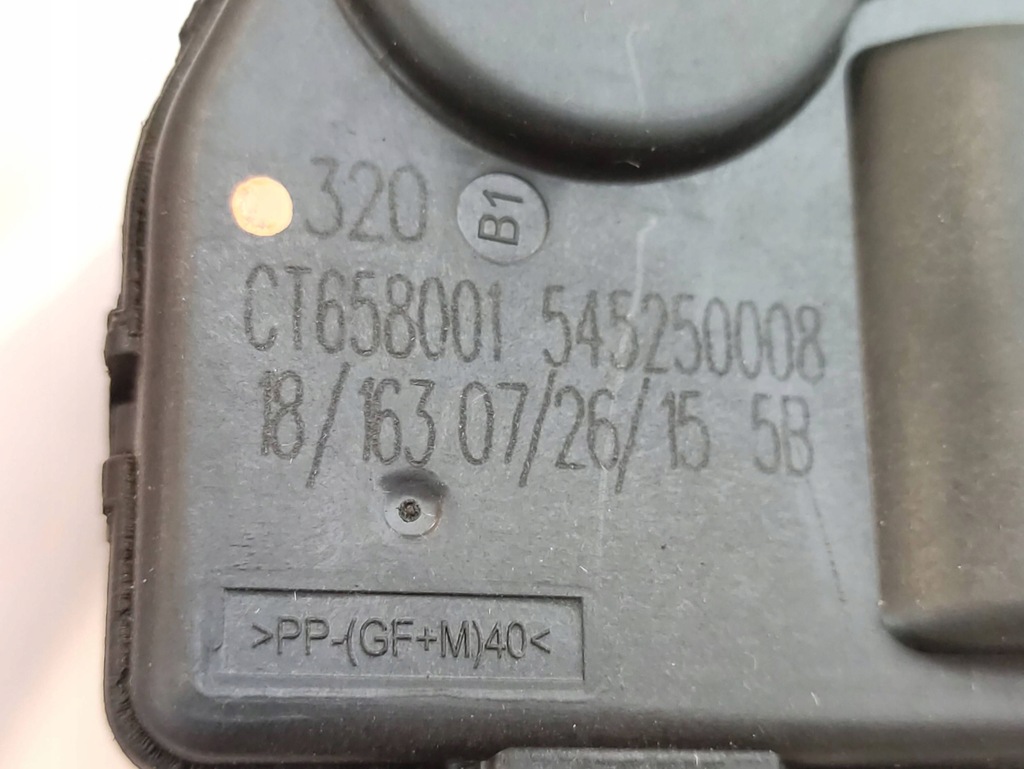 320 B1
CT658001 545250008
18/163 07/26/15 5B
>PP-(GF+M)40<